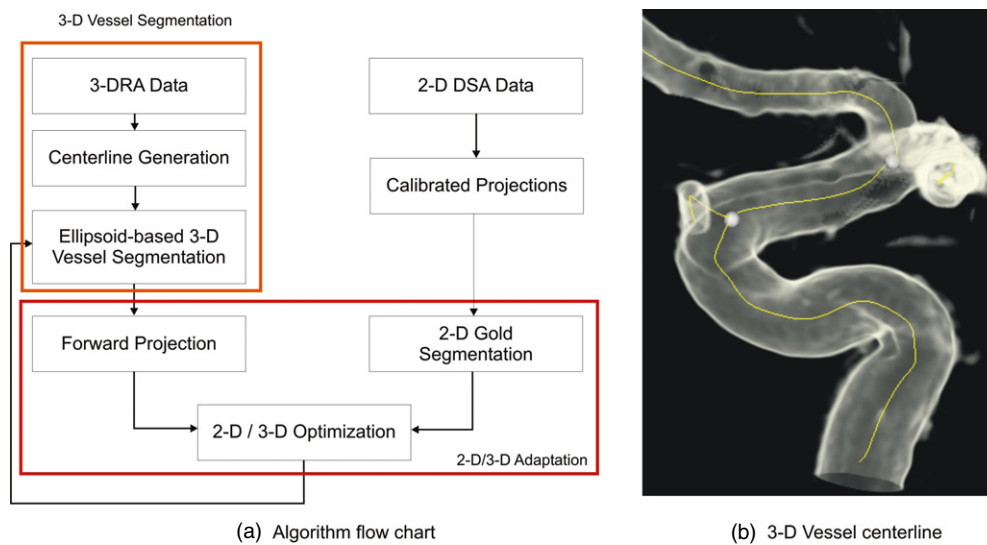 3-D Vessel Segmentation
3-DRA Data
2-D DSA Data
Centerline Generation
Calibrated Projections
Ellipsoid-based 3-D
Vessel Segmentation
Forward Projection
2-D Gold
Segmentation
2-D / 3-D Optimization
2-D/3-D Adaptation
(a) Algorithm flow chart
(b) 3-D Vessel centerline